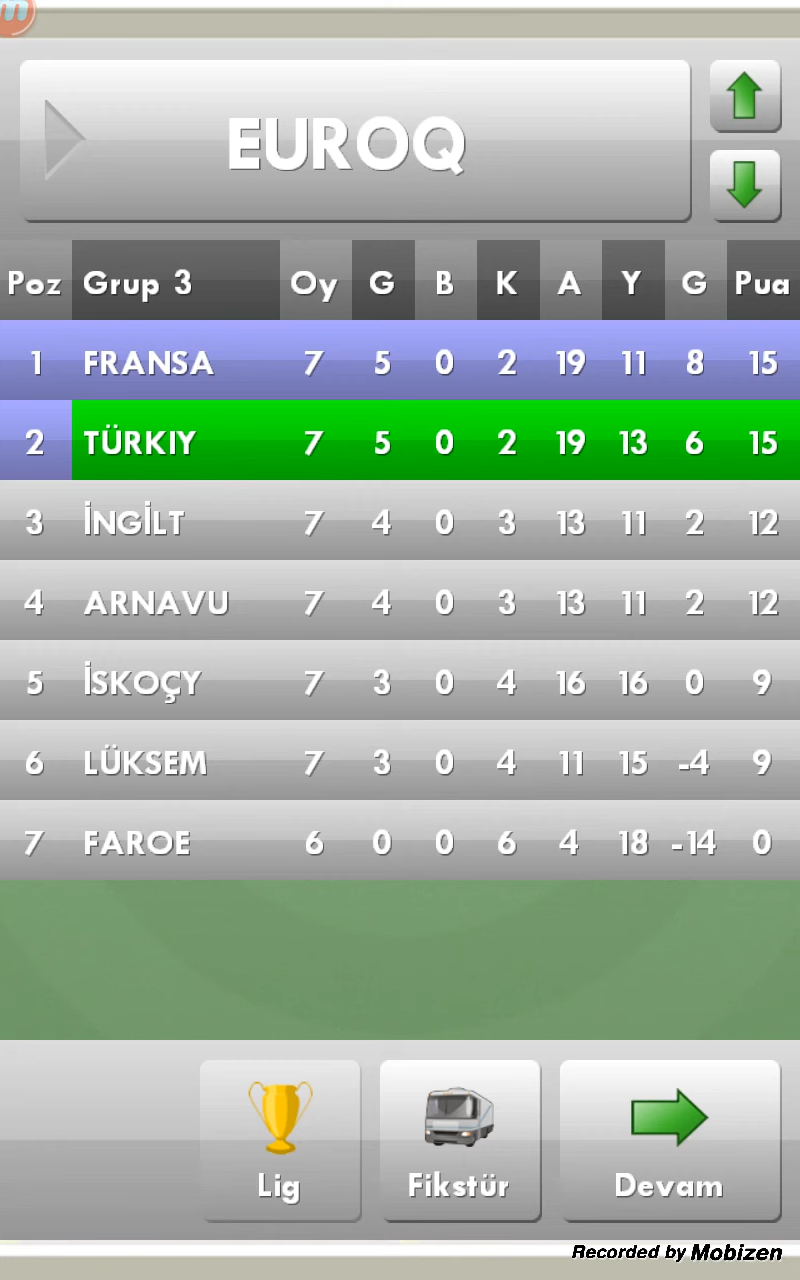 m
EUROQ
Poz Grup 3 Oy G B K A Y G Pua
1 FRANSA 7 5 0 2 19 11 8 15
2 TÜRKIY 7 5 0 2 19 13 6 15
3 İNGİLT 7 4 0 3 13 11 2 12
4 ARNAVU 7 4 0 3 13 11 2 12
5 İSKOÇY 7 3 0 4 16 16 0 9
6 LÜKSEM 7 3 0 4 11 15 -4 9
7 FAROE 6 0 0 6 4 18 -14 0
Lig Fikstür Devam
Recorded by Mobizen